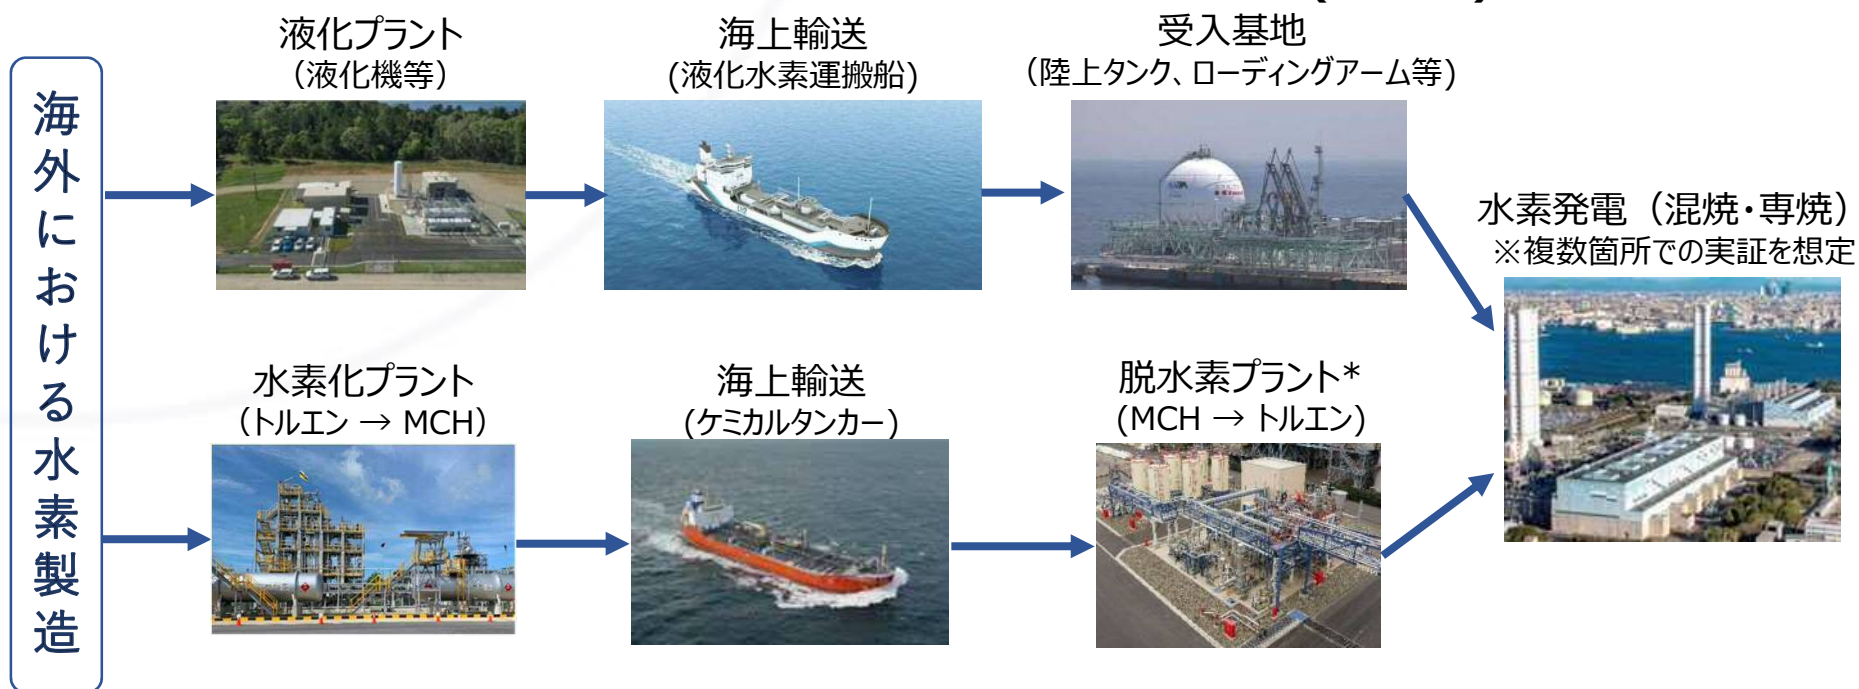 海外における水素製造
液化プラント
（液化機等）
海上輸送
(液化水素運搬船)
受入基地
（陸上タンク、ローディングアーム等)
水素化プラント
（トルエン → MCH）
海上輸送
(ケミカルタンカー)
脱水素プラント*
(MCH → トルエン)
水素発電（混焼・専焼）
※複数箇所での実証を想定